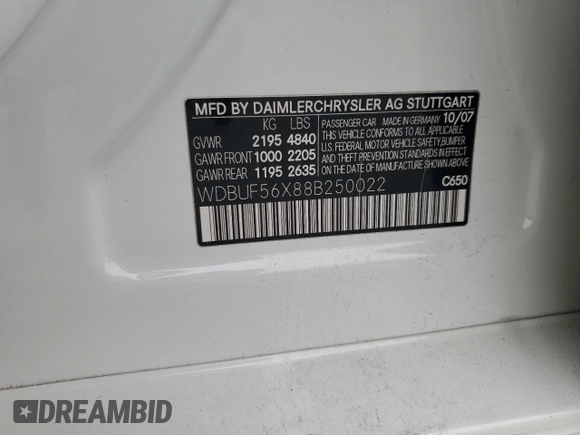 MFD BY DAIMLERCHRYSLER AG STUTTGART
KG LBS
GVWR 2195 4840
GAWR FRONT 1000 2205
GAWR REAR 1195 2635
PASSENGER CAR MADE IN GERMANY 10/07
THIS VEHICLE CONFORMS TO ALL APPLICABLE
U.S. FEDERAL MOTOR VEHICLE SAFETY, BUMPER,
AND THEFT PREVENTION STANDARDS IN EFFECT
ON THE DATE OF MANUFACTURE SHOWN ABOVE.
WDBUF56X88B250022
C650
DREAMBID